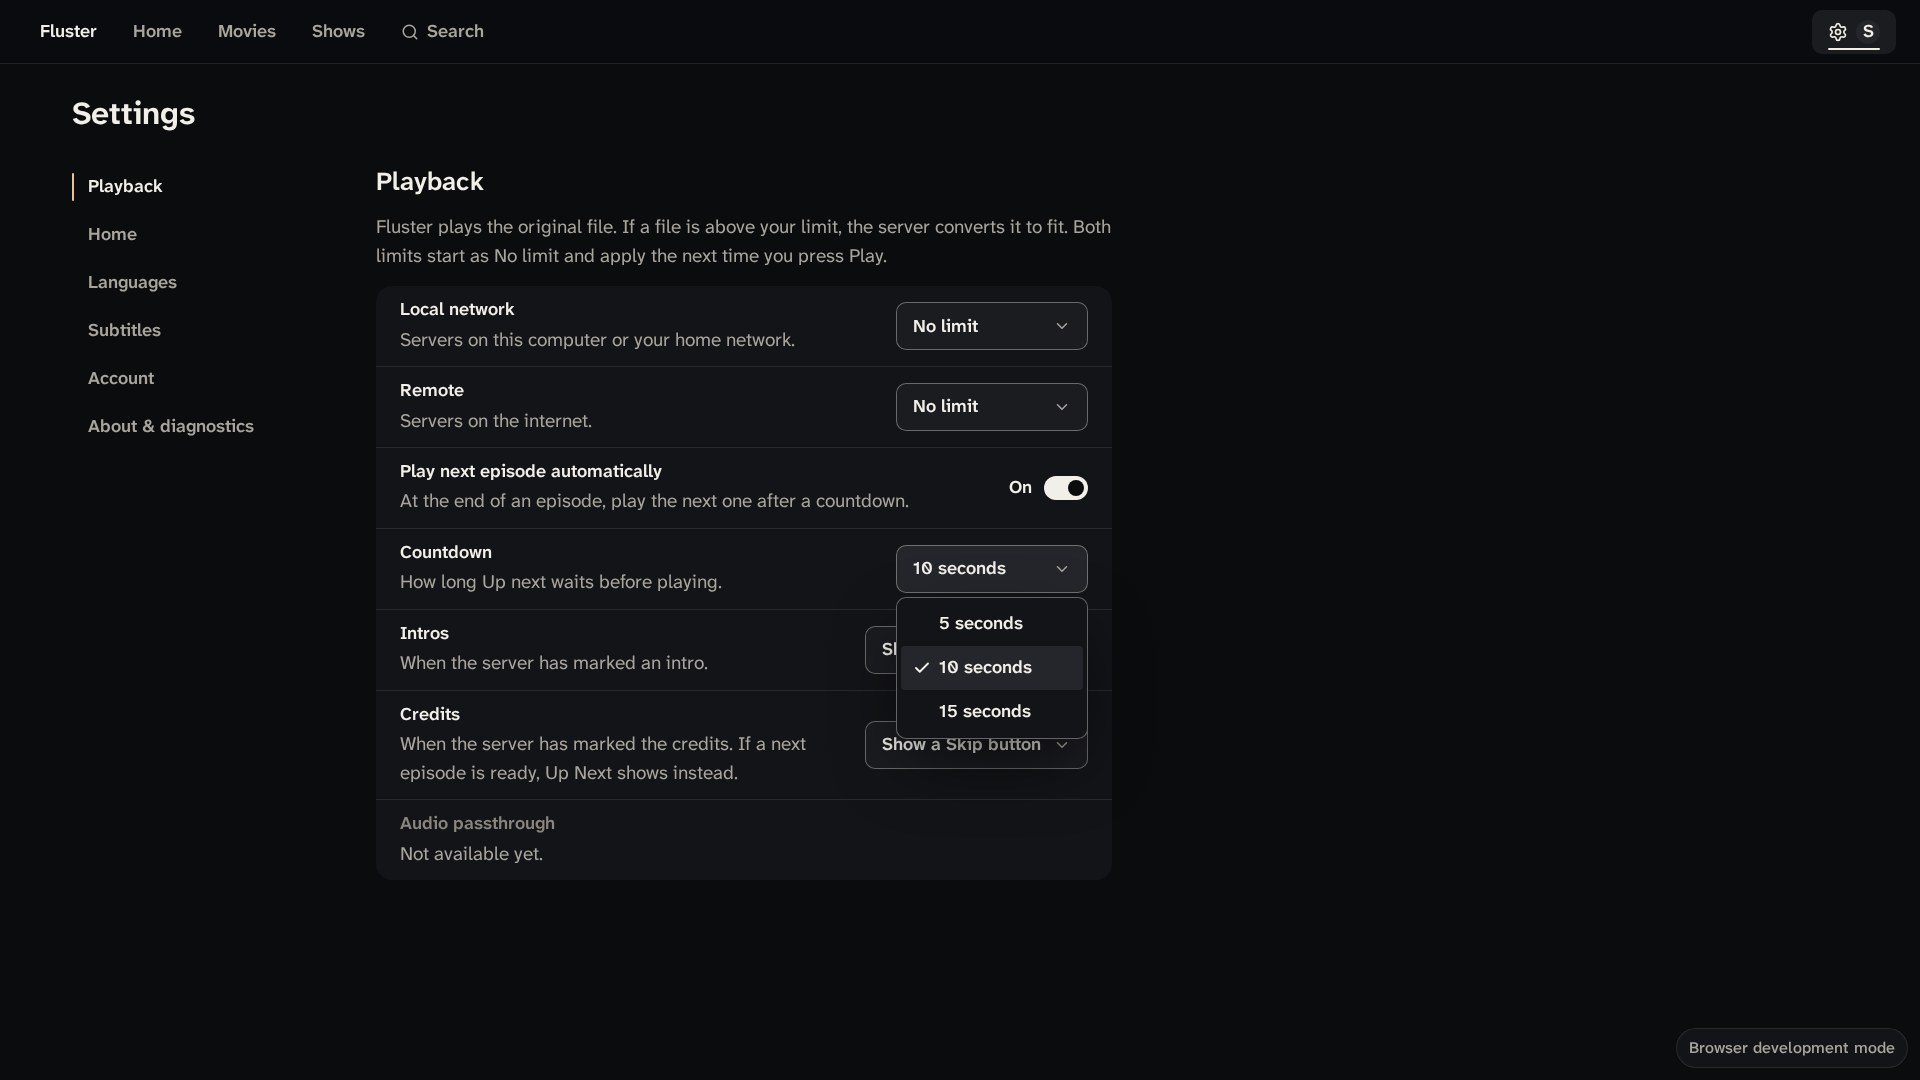 Fluster
Home
Movies
Shows
Search
S
Settings
Playback
Home
Languages
Subtitles
Account
About & diagnostics
Playback
Fluster plays the original file. If a file is above your limit, the server converts it to fit. Both
limits start as No limit and apply the next time you press Play.
Local network
Servers on this computer or your home network.
No limit
Remote
Servers on the internet.
No limit
Play next episode automatically
At the end of an episode, play the next one after a countdown.
On
Countdown
How long Up next waits before playing.
10 seconds
5 seconds
10 seconds
15 seconds
Intros
When the server has marked an intro.
Credits
When the server has marked the credits. If a next
episode is ready, Up Next shows instead.
Show a Skip button
Audio passthrough
Not available yet.
Browser development mode